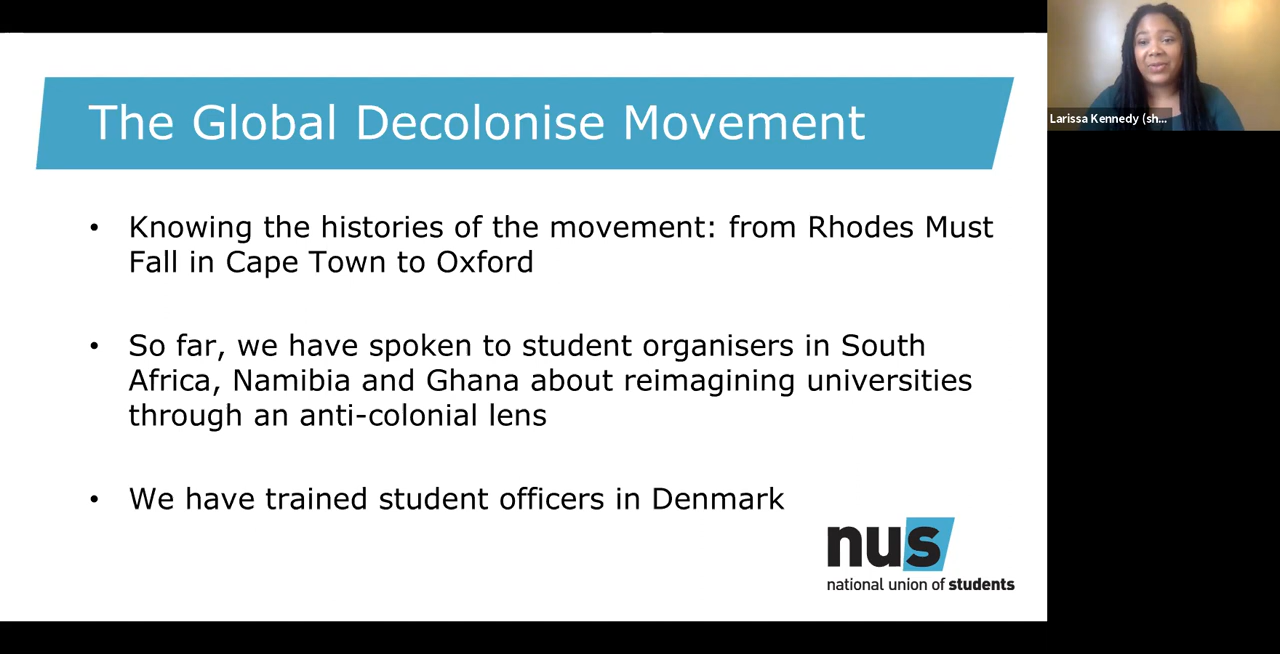 The Global Decolonise Movement
• Knowing the histories of the movement: from Rhodes Must
Fall in Cape Town to Oxford
• So far, we have spoken to student organisers in South
Africa, Namibia and Ghana about reimagining universities
through an anti-colonial lens
• We have trained student officers in Denmark
nus
national union of students
Larissa Kennedy (sh...